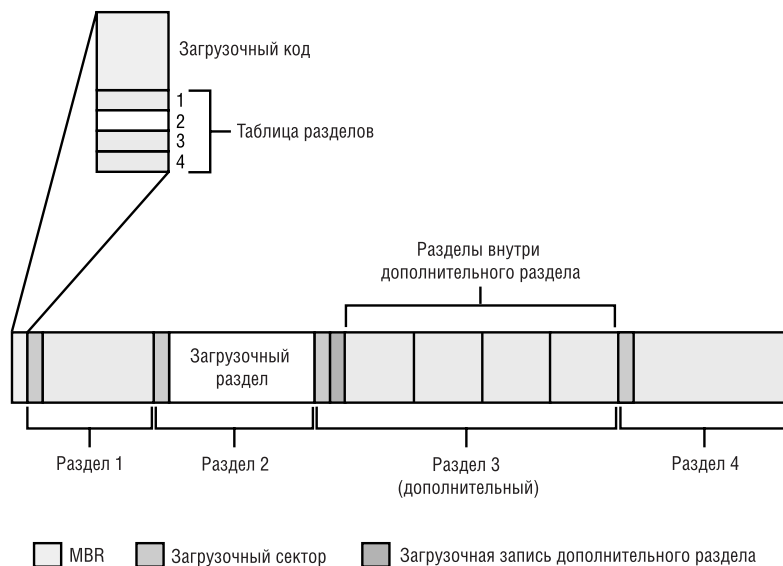 Загрузочный код
1
2
3
4
Таблица разделов
Разделы внутри
дополнительного раздела
Загрузочный
раздел
Раздел 1
Раздел 2
Раздел 3
(дополнительный)
Раздел 4
MBR
Загрузочный сектор
Загрузочная запись дополнительного раздела